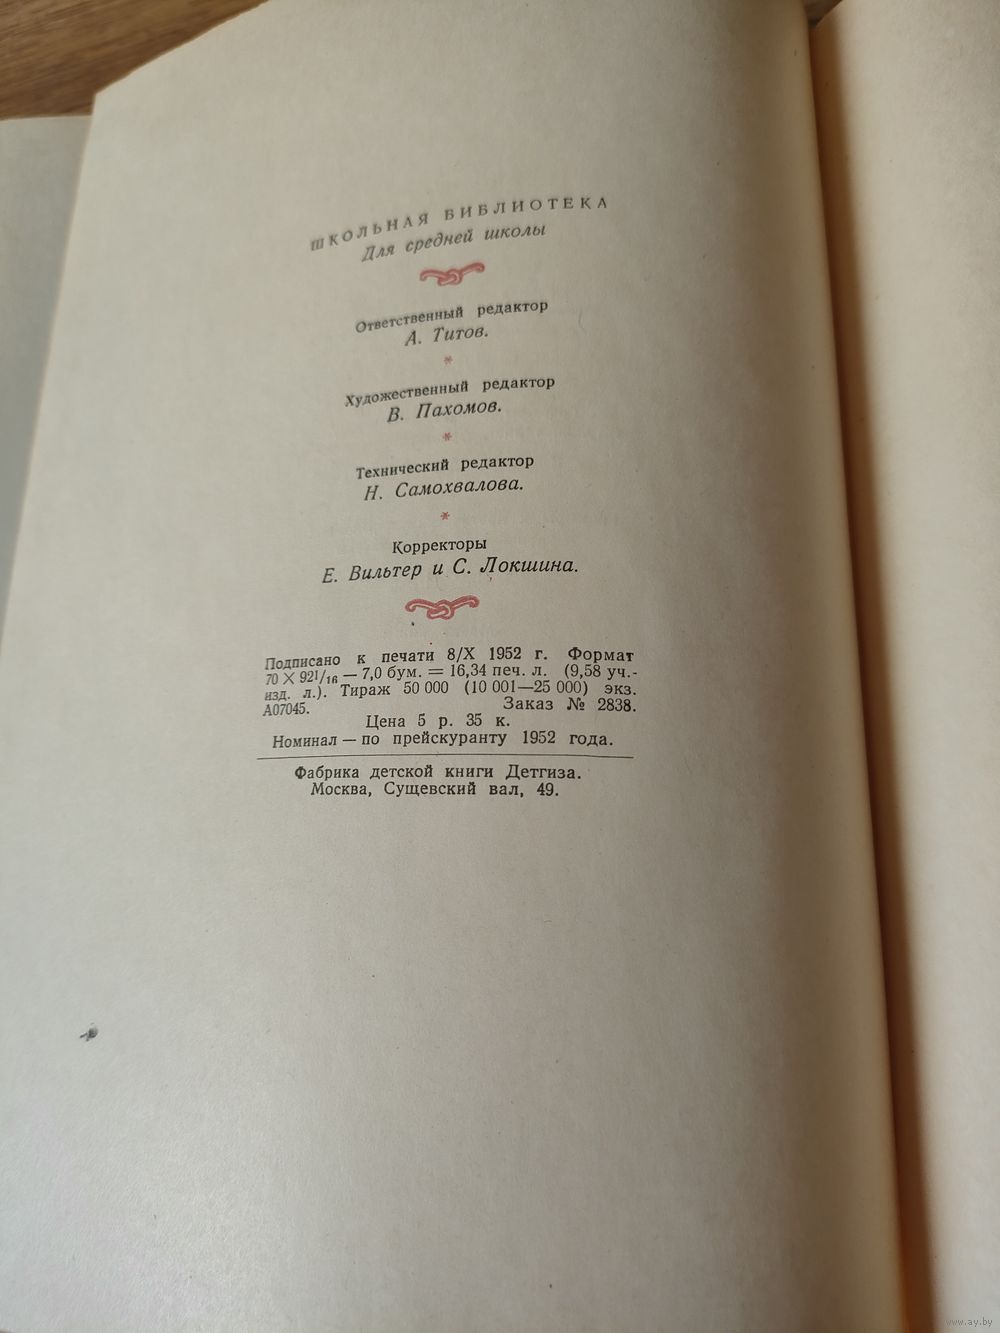 ШКОЛЬНАЯ БИБЛИОТЕКА
Для средней школы
Ответственный редактор
А. Титов.
*
Художественный редактор
В. Пахомов.
*
Технический редактор
Н. Самохвалова.
*
Корректоры
Е. Вильтер и С. Локшина.
Подписано к печати 8/X 1952 г. Формат
70 X 92 1/16 — 7,0 бум. = 16,34 печ. л. (9,58 уч.-
изд. л.). Тираж 50 000 (10 001—25 000) экз.
А07045. Заказ № 2838.
Цена 5 р. 35 к.
Номинал — по прейскуранту 1952 года.
Фабрика детской книги Детгиза.
Москва, Сущевский вал, 49.
www.ay.by